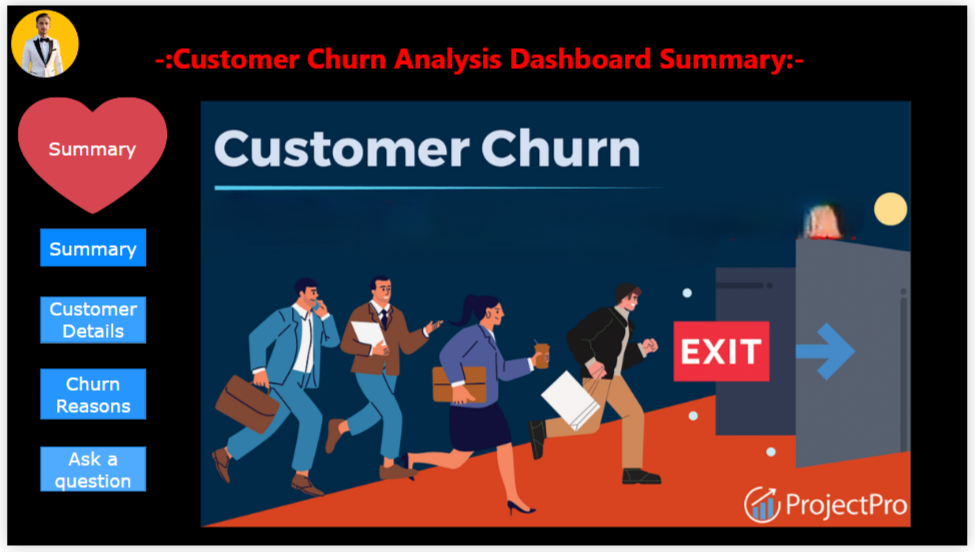 -:Customer Churn Analysis Dashboard Summary:-
Summary
Summary
Customer
Details
Churn
Reasons
Ask a
question
Customer Churn
EXIT
ProjectPro